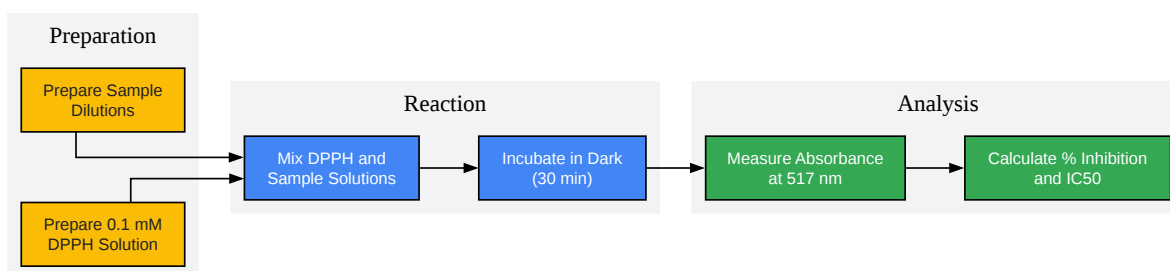 Preparation
Prepare Sample
Dilutions
Prepare 0.1 mM
DPPH Solution
Reaction
Mix DPPH and
Sample Solutions
Incubate in Dark
(30 min)
Analysis
Measure Absorbance
at 517 nm
Calculate % Inhibition
and IC50